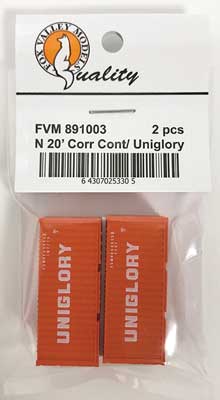 FOX VALLEY MODELS
Quality
FVM 891003 2 pcs
N 20' Corr Cont/ Uniglory
6 43070 25330 5
UNIGLORY
UNIGLORY